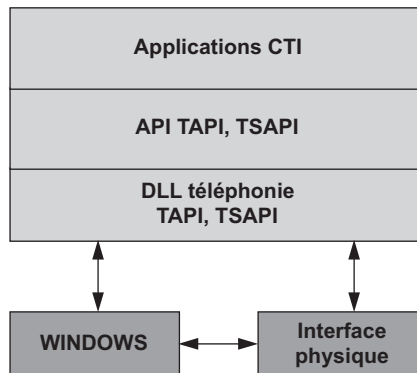 Applications CTI
API TAPI, TSAPI
DLL téléphonie
TAPI, TSAPI
WINDOWS
Interface
physique